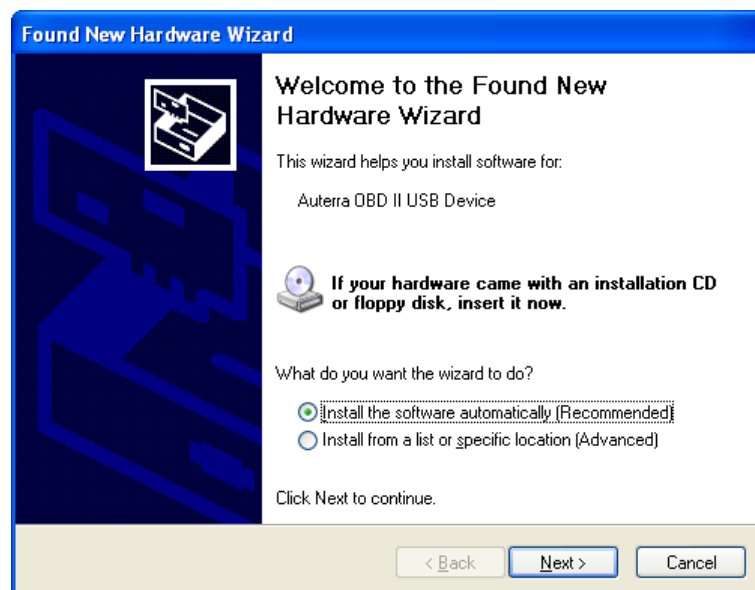 Found New Hardware Wizard
Welcome to the Found New
Hardware Wizard
This wizard helps you install software for:
Auterra OBD II USB Device
If your hardware came with an installation CD
or floppy disk, insert it now.
What do you want the wizard to do?
Install the software automatically (Recommended)
Install from a list or specific location (Advanced)
Click Next to continue.
< Back Next > Cancel